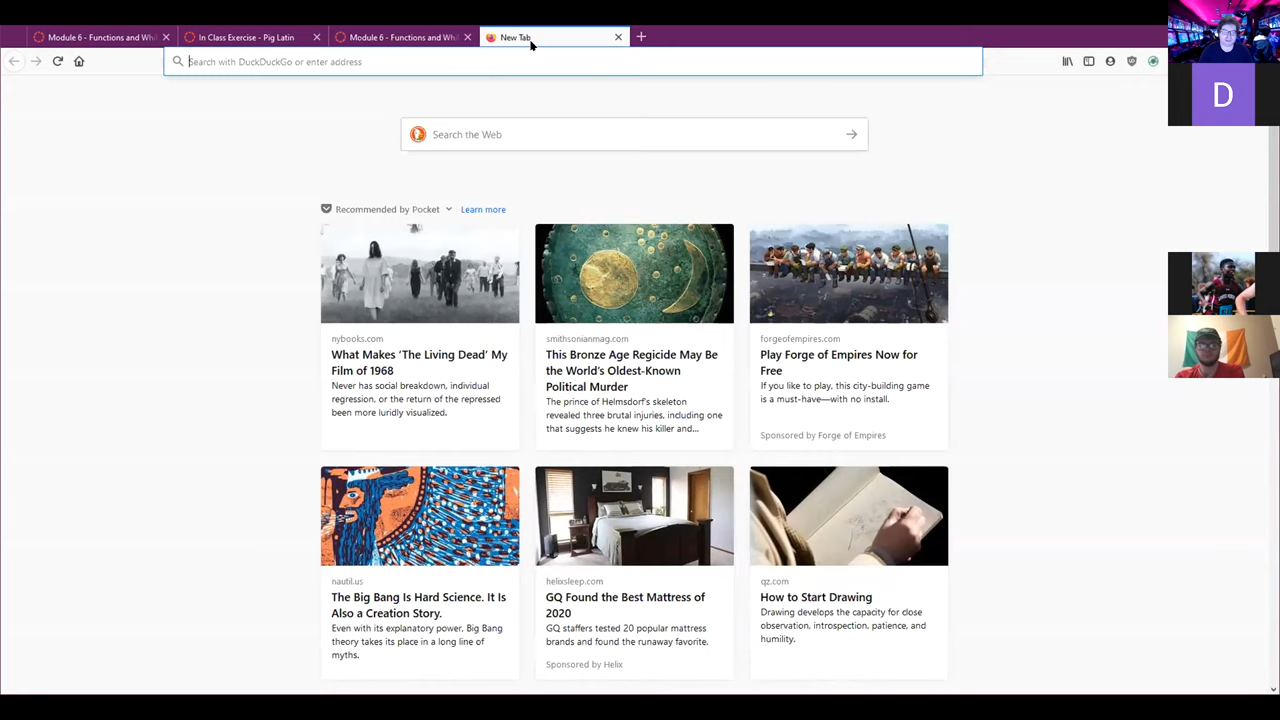 Module 6 - Functions and Whi
In Class Exercise - Pig Latin
Module 6 - Functions and Whi
New Tab
Search with DuckDuckGo or enter address
D
Search the Web
Recommended by Pocket
Learn more
nybooks.com
What Makes ‘The Living Dead’ My
Film of 1968
Never has social breakdown, individual
regression, or the return of the repressed
been more luridly visualized.
smithsonianmag.com
This Bronze Age Regicide May Be
the World’s Oldest-Known
Political Murder
The prince of Helmsdorf’s skeleton
revealed three brutal injuries, including one
that suggests he knew his killer and...
forgeofempires.com
Play Forge of Empires Now for
Free
If you like to play, this city-building game
is a must-have—with no install.
Sponsored by Forge of Empires
nautil.us
The Big Bang Is Hard Science. It Is
Also a Creation Story.
Even with its explanatory power, Big Bang
theory takes its place in a long line of
myths.
helixsleep.com
GQ Found the Best Mattress of
2020
GQ staffers tested 20 popular mattress
brands and found the runaway favorite.
Sponsored by Helix
qz.com
How to Start Drawing
Drawing develops the capacity for close
observation, introspection, patience, and
humility.